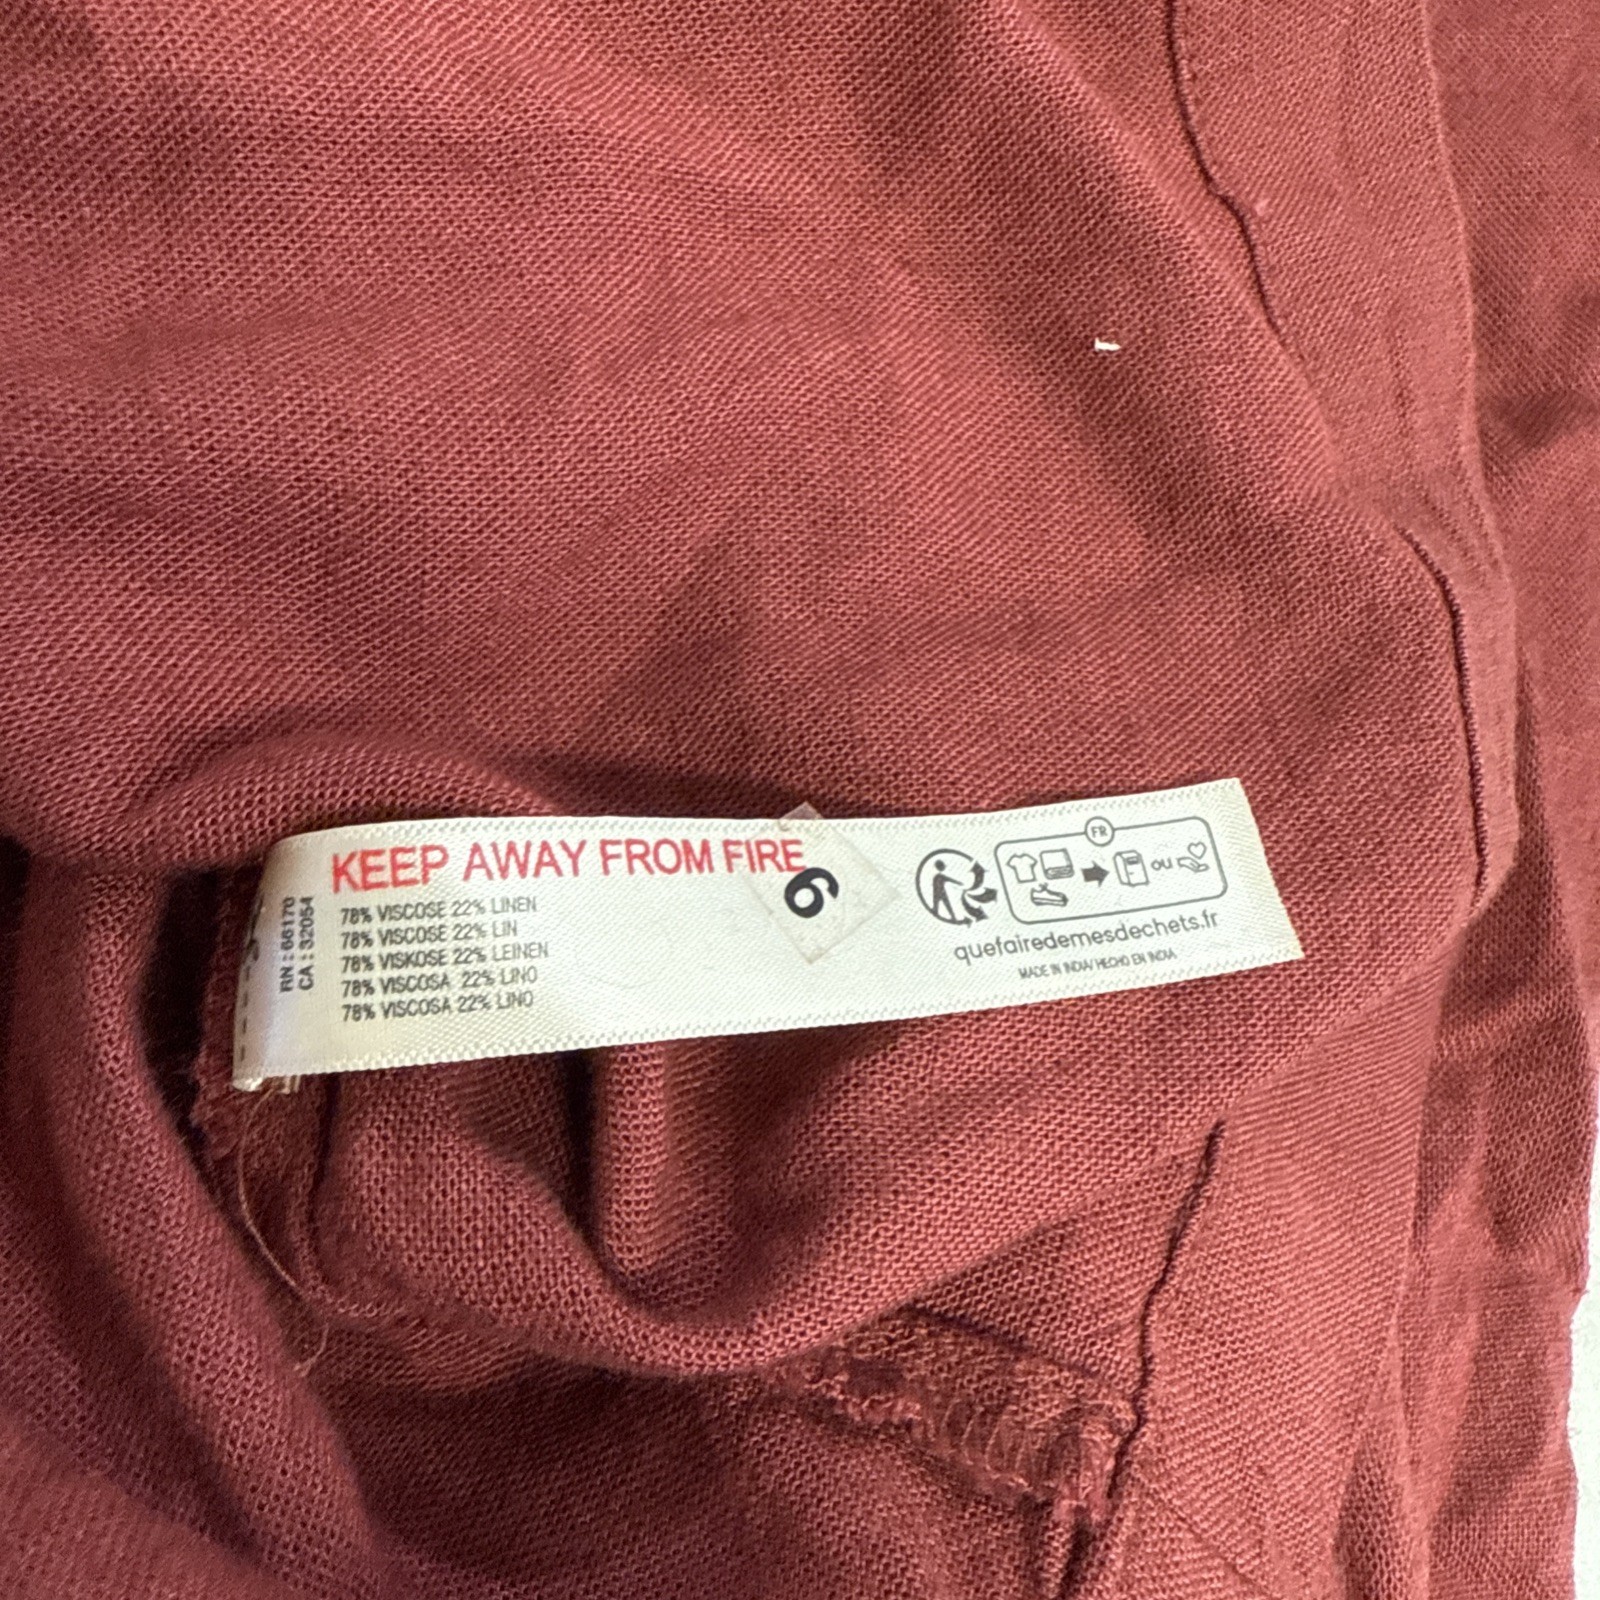 KEEP AWAY FROM FIRE
78% VISCOSE 22% LINEN
78% VISCOSE 22% LIN
78% VISKOSE 22% LEINEN
78% VISCOSA 22% LINO
78% VISCOSA 22% LINO
RN : 66170
CA : 32054
6
FR
OU
quefairedemesdechets.fr
MADE IN INDIA/ HECHO EN INDIA